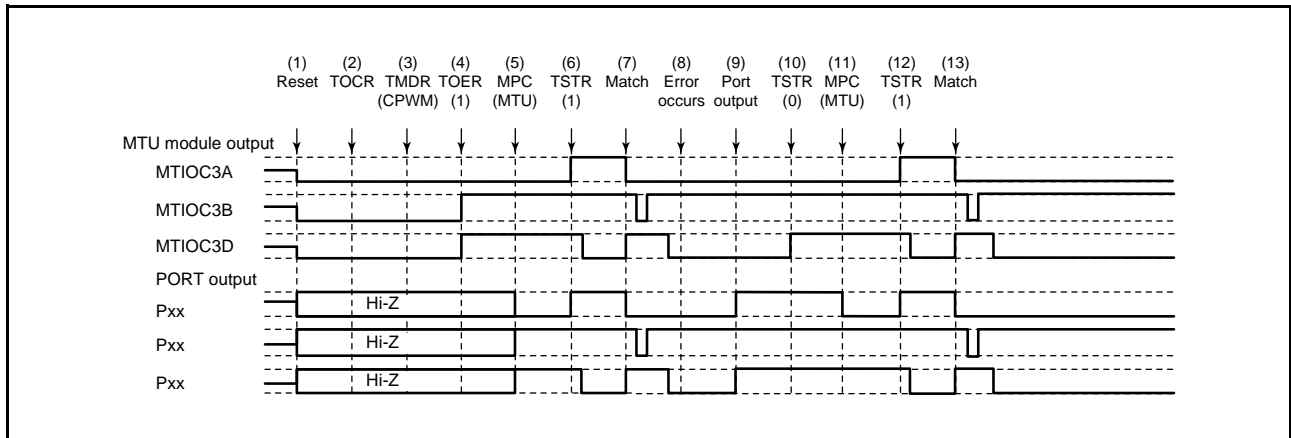 (1) (2) (3) (4) (5) (6) (7) (8) (9) (10) (11) (12) (13)
Reset TOCR TMDR TOER MPC TSTR Match Error Port TSTR MPC TSTR Match
(CPWM) (1) (MTU) (1) occurs output (0) (MTU) (1)
MTU module output
MTIOC3A
MTIOC3B
MTIOC3D
PORT output
Pxx Hi-Z
Pxx Hi-Z
Pxx Hi-Z